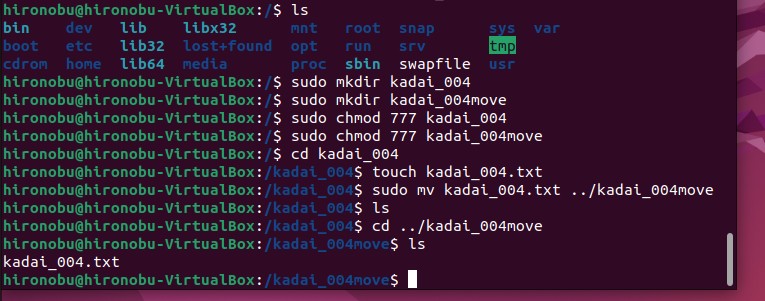 hironobu@hironobu-VirtualBox:/$ ls
bin dev lib libx32 mnt root snap sys var
boot etc lib32 lost+found opt run srv tmp
cdrom home lib64 media proc sbin swapfile usr
hironobu@hironobu-VirtualBox:/$ sudo mkdir kadai_004
hironobu@hironobu-VirtualBox:/$ sudo mkdir kadai_004move
hironobu@hironobu-VirtualBox:/$ sudo chmod 777 kadai_004
hironobu@hironobu-VirtualBox:/$ sudo chmod 777 kadai_004move
hironobu@hironobu-VirtualBox:/$ cd kadai_004
hironobu@hironobu-VirtualBox:/kadai_004$ touch kadai_004.txt
hironobu@hironobu-VirtualBox:/kadai_004$ sudo mv kadai_004.txt ../kadai_004move
hironobu@hironobu-VirtualBox:/kadai_004$ ls
hironobu@hironobu-VirtualBox:/kadai_004$ cd ../kadai_004move
hironobu@hironobu-VirtualBox:/kadai_004move$ ls
kadai_004.txt
hironobu@hironobu-VirtualBox:/kadai_004move$